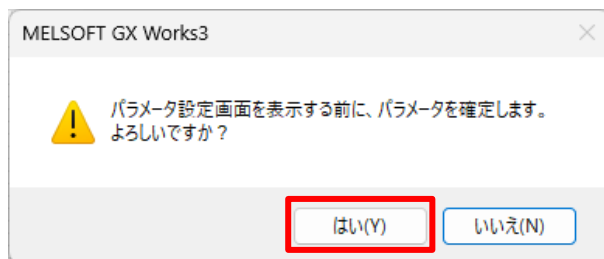 MELSOFT GX Works3
パラメータ設定画面を表示する前に、パラメータを確定します。
よろしいですか？
はい(Y)
いいえ(N)